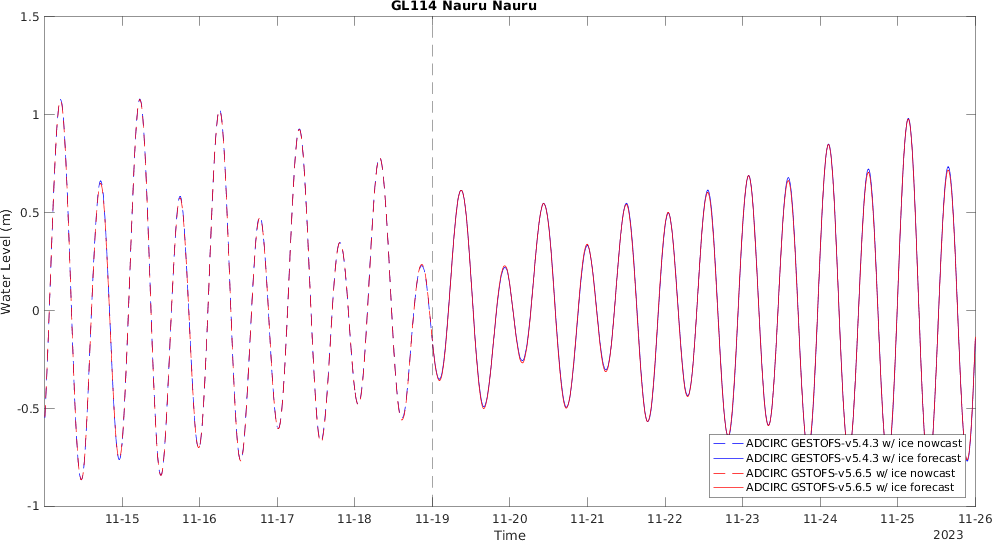 GL114 Nauru Nauru
1.5
1
0.5
0
-0.5
-1
Water Level (m)
ADCIRC GESTOFS-v5.4.3 w/ ice nowcast
ADCIRC GESTOFS-v5.4.3 w/ ice forecast
ADCIRC GSTOFS-v5.6.5 w/ ice nowcast
ADCIRC GSTOFS-v5.6.5 w/ ice forecast
11-15 11-16 11-17 11-18 11-19 11-20 11-21 11-22 11-23 11-24 11-25 11-26
Time
2023